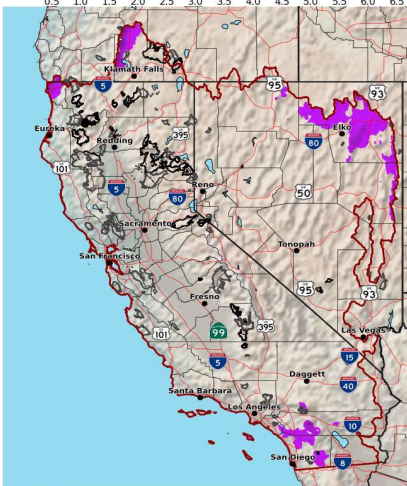 0.5 1.0 1.5 2.0 2.5 3.0 3.5 4.0 4.5 5.0 5.5 6.0 6.5
Klamath Falls
5
95
93
Eureka
Redding
395
80
Elko
101
5
Reno
80
50
Sacramento
Tonopah
San Francisco
95
93
Fresno
99
395
101
Las Vegas
5
15
Daggett
40
Santa Barbara
Los Angeles
10
San Diego
8